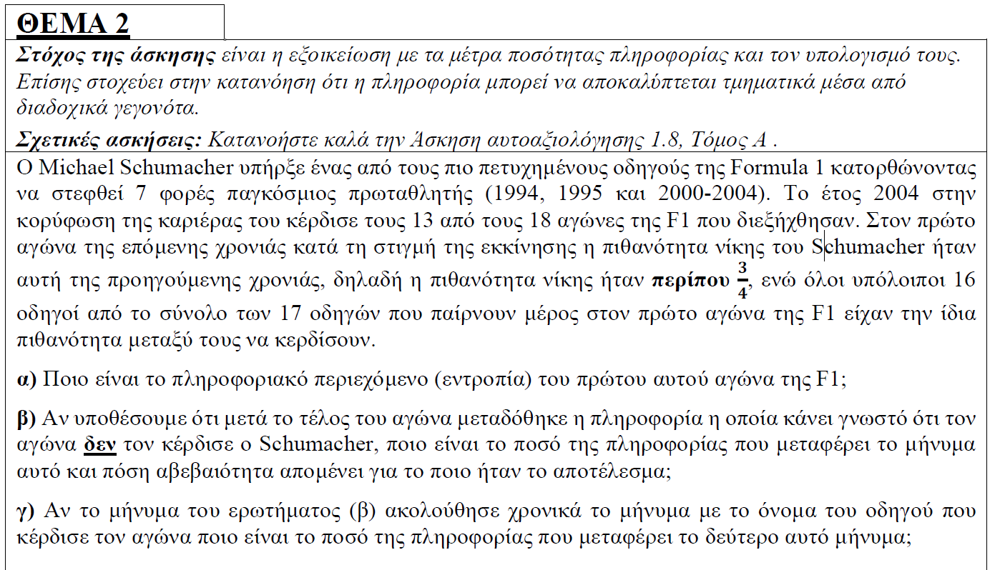 ΘΕΜΑ 2
Στόχος της άσκησης είναι η εξοικείωση με τα μέτρα ποσότητας πληροφορίας και τον υπολογισμό τους.
Επίσης στοχεύει στην κατανόηση ότι η πληροφορία μπορεί να αποκαλύπτεται τμηματικά μέσα από
διαδοχικά γεγονότα.
Σχετικές ασκήσεις: Κατανοήστε καλά την Άσκηση αυτοαξιολόγησης 1.8, Τόμος Α .
Ο Michael Schumacher υπήρξε ένας από τους πιο πετυχημένους οδηγούς της Formula 1 κατορθώνοντας
να στεφθεί 7 φορές παγκόσμιος πρωταθλητής (1994, 1995 και 2000-2004). Το έτος 2004 στην
κορύφωση της καριέρας του κέρδισε τους 13 από τους 18 αγώνες της F1 που διεξήχθησαν. Στον πρώτο
αγώνα της επόμενης χρονιάς κατά τη στιγμή της εκκίνησης η πιθανότητα νίκης του Schumacher ήταν
αυτή της προηγούμενης χρονιάς, δηλαδή η πιθανότητα νίκης ήταν περίπου 3/4, ενώ όλοι υπόλοιποι 16
οδηγοί από το σύνολο των 17 οδηγών που παίρνουν μέρος στον πρώτο αγώνα της F1 είχαν την ίδια
πιθανότητα μεταξύ τους να κερδίσουν.
α) Ποιο είναι το πληροφοριακό περιεχόμενο (εντροπία) του πρώτου αυτού αγώνα της F1;
β) Αν υποθέσουμε ότι μετά το τέλος του αγώνα μεταδόθηκε η πληροφορία η οποία κάνει γνωστό ότι τον
αγώνα δεν τον κέρδισε ο Schumacher, ποιο είναι το ποσό της πληροφορίας που μεταφέρει το μήνυμα
αυτό και πόση αβεβαιότητα απομένει για το ποιο ήταν το αποτέλεσμα;
γ) Αν το μήνυμα του ερωτήματος (β) ακολούθησε χρονικά το μήνυμα με το όνομα του οδηγού που
κέρδισε τον αγώνα ποιο είναι το ποσό της πληροφορίας που μεταφέρει το δεύτερο αυτό μήνυμα;